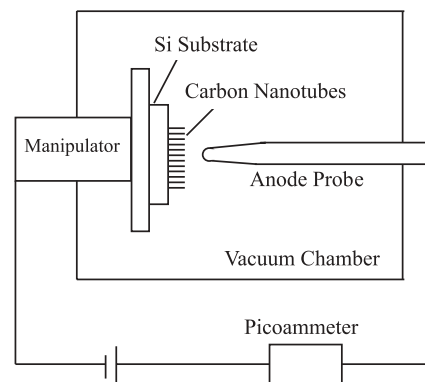 Si Substrate
Carbon Nanotubes
Manipulator
Anode Probe
Vacuum Chamber
Picoammeter